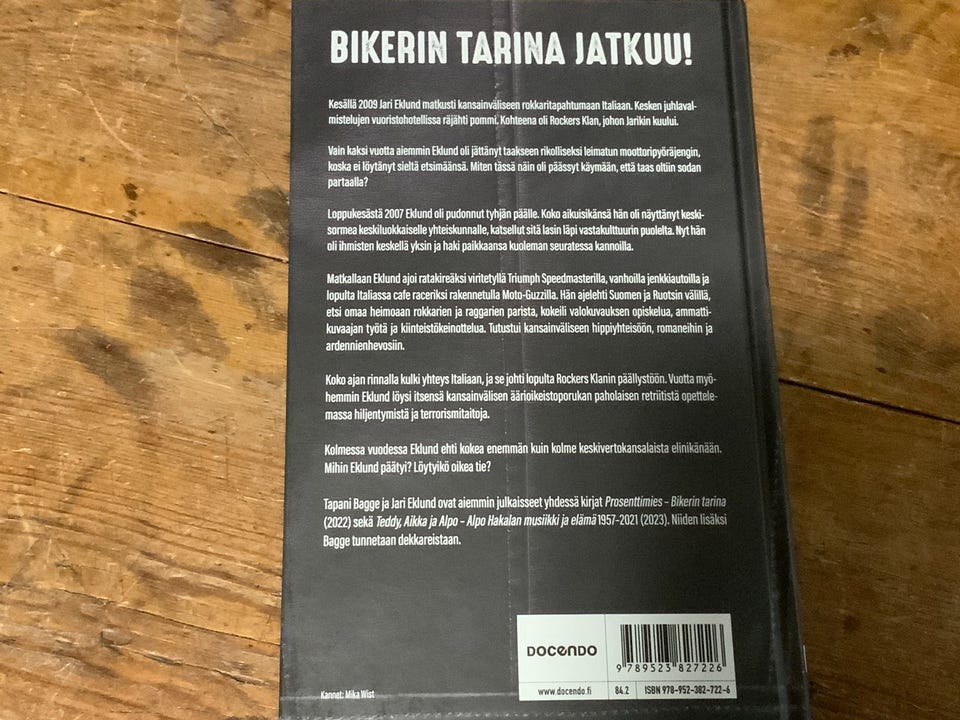 BIKERIN TARINA JATKUU!
Kesällä 2009 Jari Eklund matkusti kansainväliseen rokkaritapahtumaan Italiaan. Kesken juhlaval-
mistelujen vuoristohotellissa räjähti pommi. Kohteena oli Rockers Klan, johon Jarikin kuului.
Vain kaksi vuotta aiemmin Eklund oli jättänyt taakseen rikolliseksi leimatun moottoripyöräjengin,
koska ei löytänyt sieltä etsimäänsä. Miten tässä näin oli päässyt käymään, että taas oltiin sodan
partaalla?
Loppukesästä 2007 Eklund oli pudonnut tyhjän päälle. Koko aikuisikänsä hän oli näyttänyt keski-
sormea keskiluokkaiselle yhteiskunnalle, katsellut sitä lasin läpi vastakulttuurin puolelta. Nyt hän
oli ihmisten keskellä yksin ja haki paikkaansa kuoleman seuratessa kannoilla.
Matkallaan Eklund ajoi ratakireäksi viritetyllä Triumph Speedmasterilla, vanhoilla jenkkiautoilla ja
lopulta Italiassa cafe raceriksi rakennetulla Moto-Guzzilla. Hän ajelehti Suomen ja Ruotsin välillä,
etsi omaa heimoaan rokkarien ja raggarien parista, kokeili valokuvauksen opiskelua, ammatti-
kuvaajan työtä ja kiinteistökeinottelua. Tutustui kansainväliseen hippiyhteisöön, romaneihin ja
ardennienhevosiin.
Koko ajan rinnalla kulki yhteys Italiaan, ja se johti lopulta Rockers Klanin päällystöön. Vuotta myö-
hemmin Eklund löysi itsensä kansainvälisen äärioikeistoporukan paholaisen retriitistä opettele-
massa hiljentymistä ja terrorismitaitoja.
Kolmessa vuodessa Eklund ehti kokea enemmän kuin kolme keskivertokansalaista elinikänään.
Mihin Eklund päätyi? Löytyikö oikea tie?
Tapani Bagge ja Jari Eklund ovat aiemmin julkaisseet yhdessä kirjat Prosenttimies – Bikerin tarina
(2022) sekä Teddy, Aikka ja Alpo – Alpo Hakalan musiikki ja elämä 1957-2021 (2023). Niiden lisäksi
Bagge tunnetaan dekkareistaan.
DOCENDO
9 789523 827226
www.docendo.fi 84.2 ISBN 978-952-382-722-6
Kannet: Mika Wist